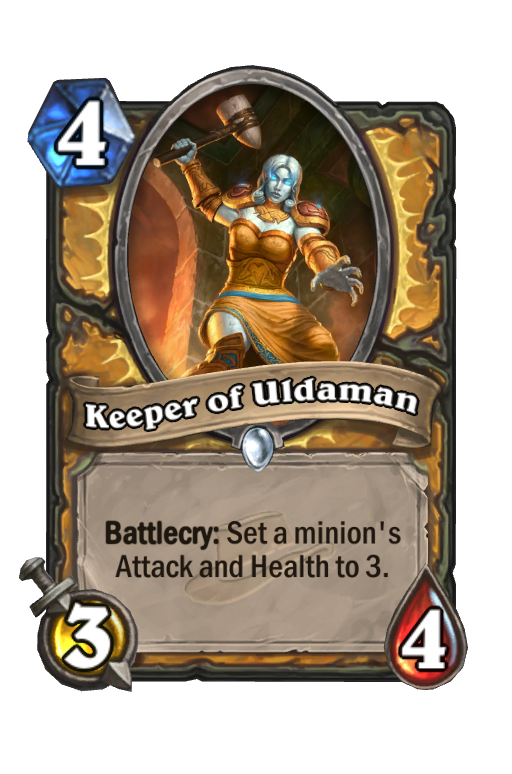 4
Keeper of Uldaman
Battlecry: Set a minion's
Attack and Health to 3.
3
4